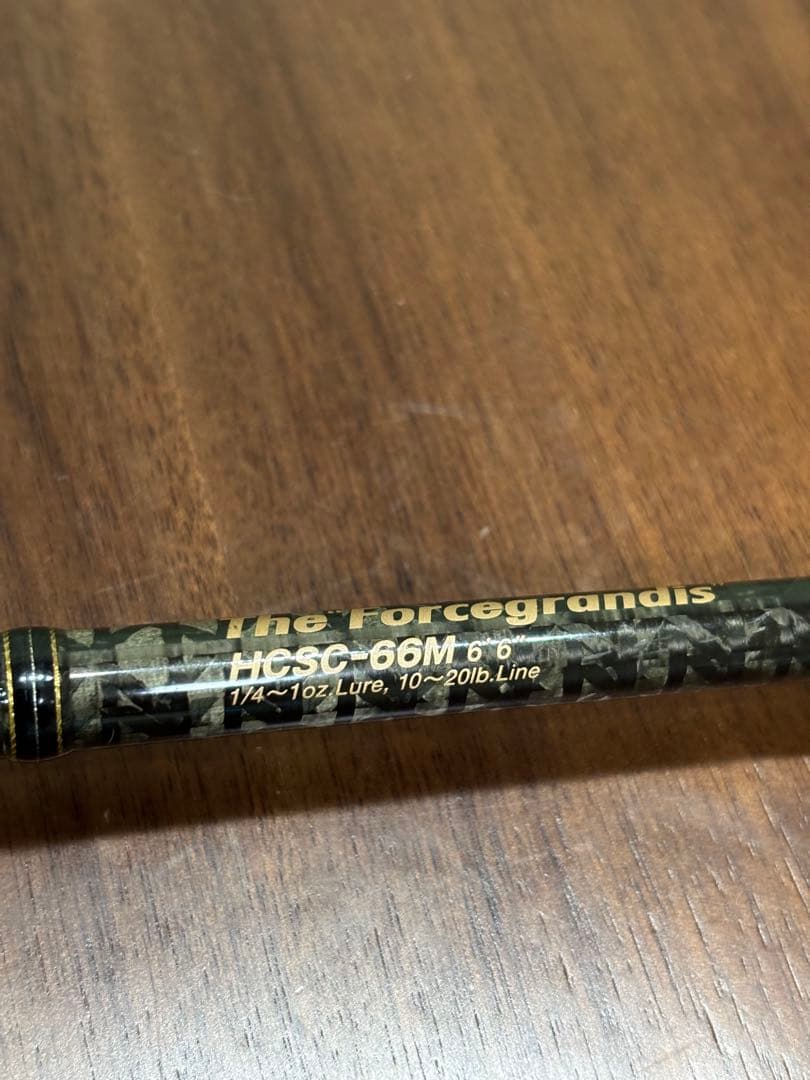 The "Forcegrandis"
HCSC-66M 6'6"
1/4~1oz.Lure, 10~20lb.Line